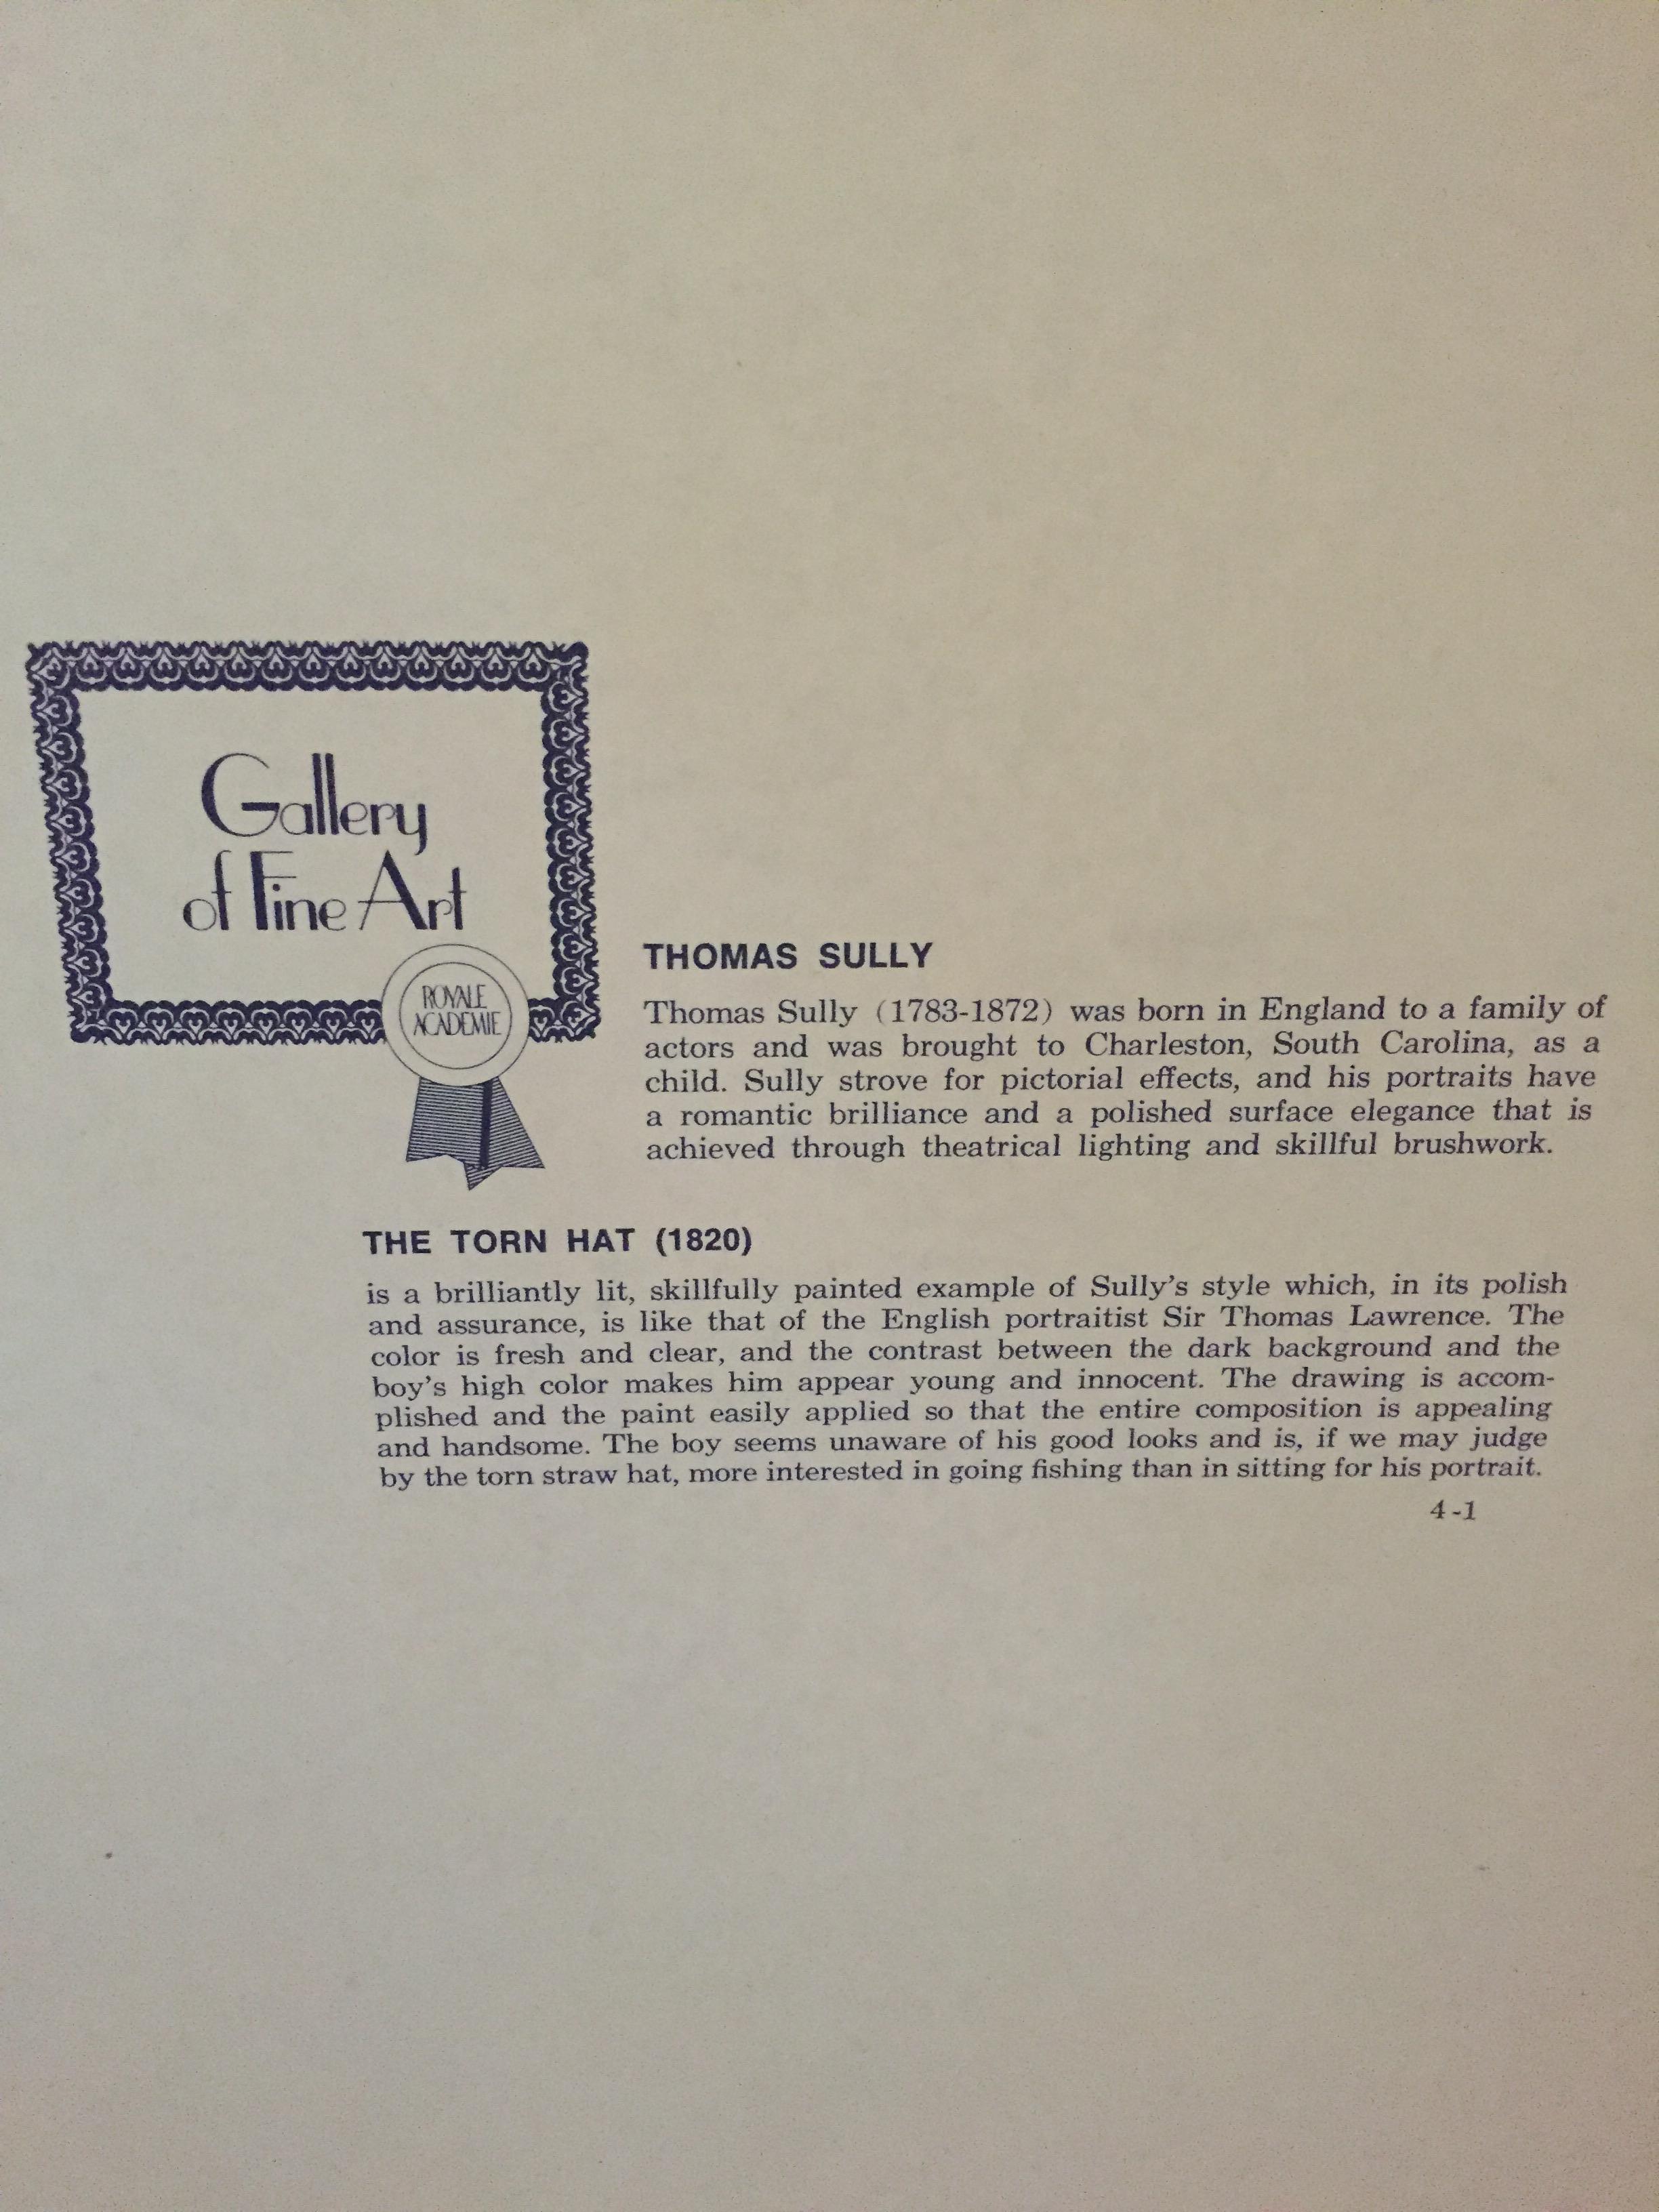 Gallery
of Fine Art
ROYALE
ACADEMIE
THOMAS SULLY
Thomas Sully (1783-1872) was born in England to a family of
actors and was brought to Charleston, South Carolina, as a
child. Sully strove for pictorial effects, and his portraits have
a romantic brilliance and a polished surface elegance that is
achieved through theatrical lighting and skillful brushwork.
THE TORN HAT (1820)
is a brilliantly lit, skillfully painted example of Sully's style which, in its polish
and assurance, is like that of the English portraitist Sir Thomas Lawrence. The
color is fresh and clear, and the contrast between the dark background and the
boy's high color makes him appear young and innocent. The drawing is accom-
plished and the paint easily applied so that the entire composition is appealing
and handsome. The boy seems unaware of his good looks and is, if we may judge
by the torn straw hat, more interested in going fishing than in sitting for his portrait.
4-1